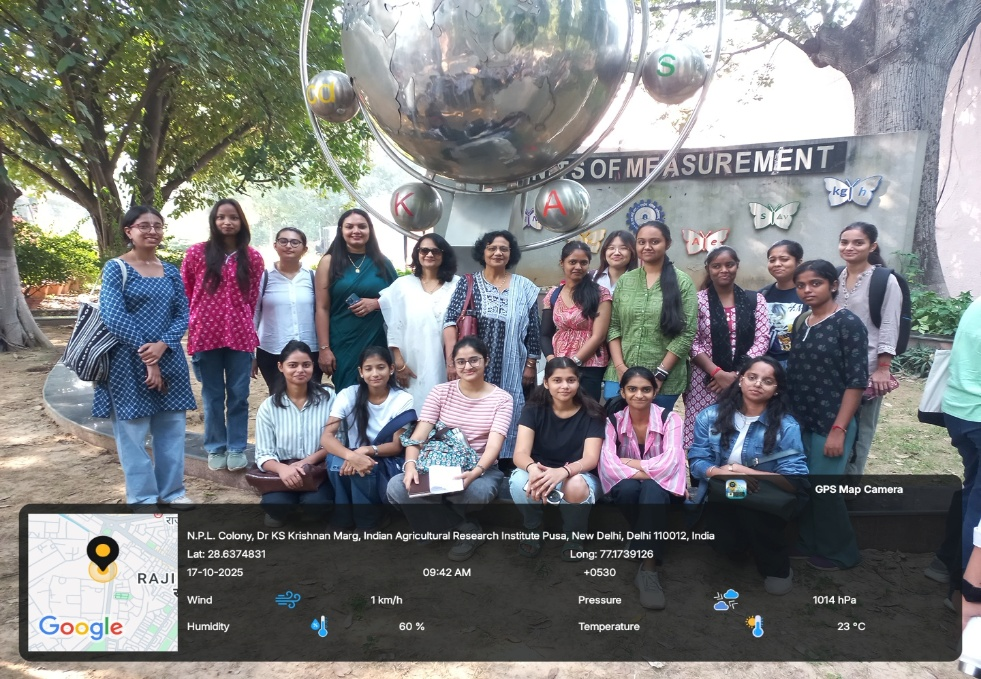 cd
S
NITS OF MEASUREMENT
kg h
K
A
GPS Map Camera
N.P.L. Colony, Dr KS Krishnan Marg, Indian Agricultural Research Institute Pusa, New Delhi, Delhi 110012, India
Lat: 28.6374831
Long: 77.1739126
17-10-2025
09:42 AM
+0530
RAJI
Wind
1 km/h
Pressure
1014 hPa
Humidity
60 %
Temperature
23 °C
Google